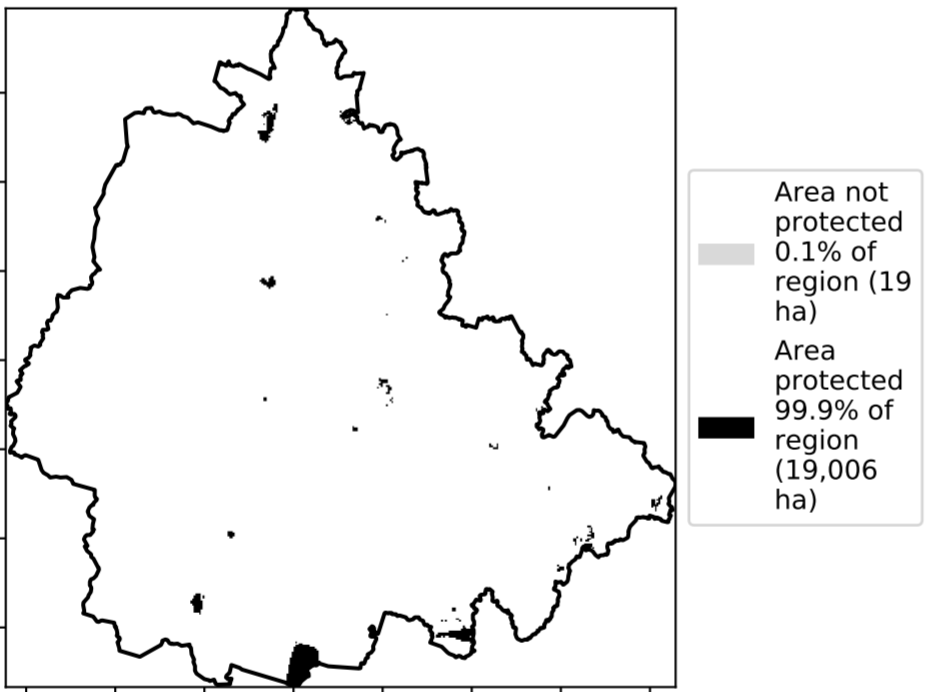 Area not
protected
0.1% of
region (19
ha)
Area
protected
99.9% of
region
(19,006
ha)